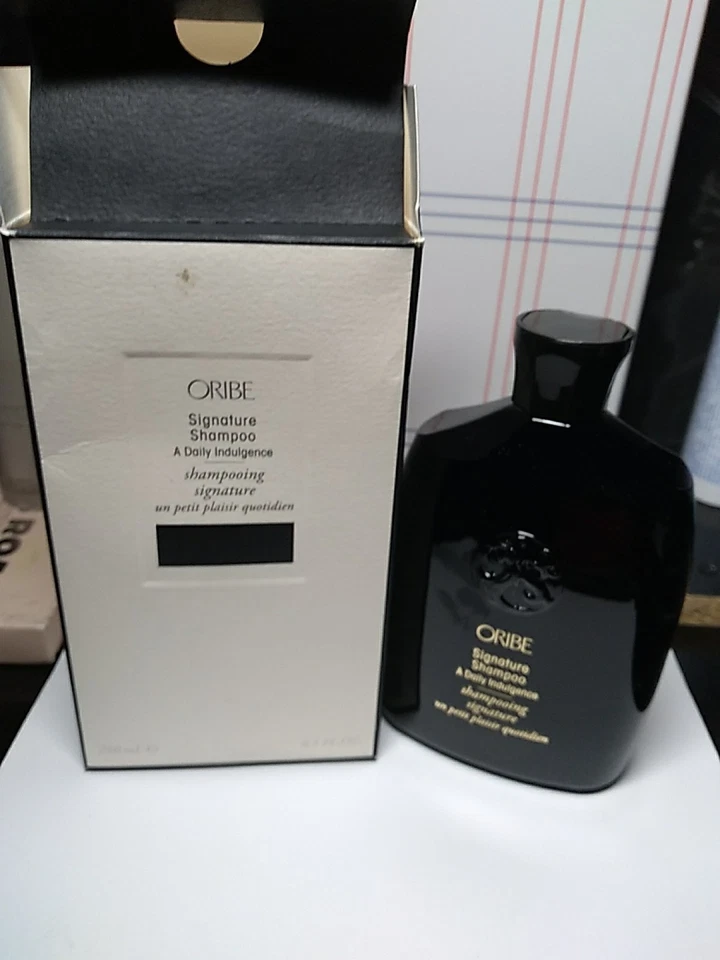 ORIBE
Signature
Shampoo
A Daily Indulgence
shampooing
signature
un petit plaisir quotidien
ORIBE
Signature
Shampoo
A Daily Indulgence
shampooing
signature
un petit plaisir quotidien